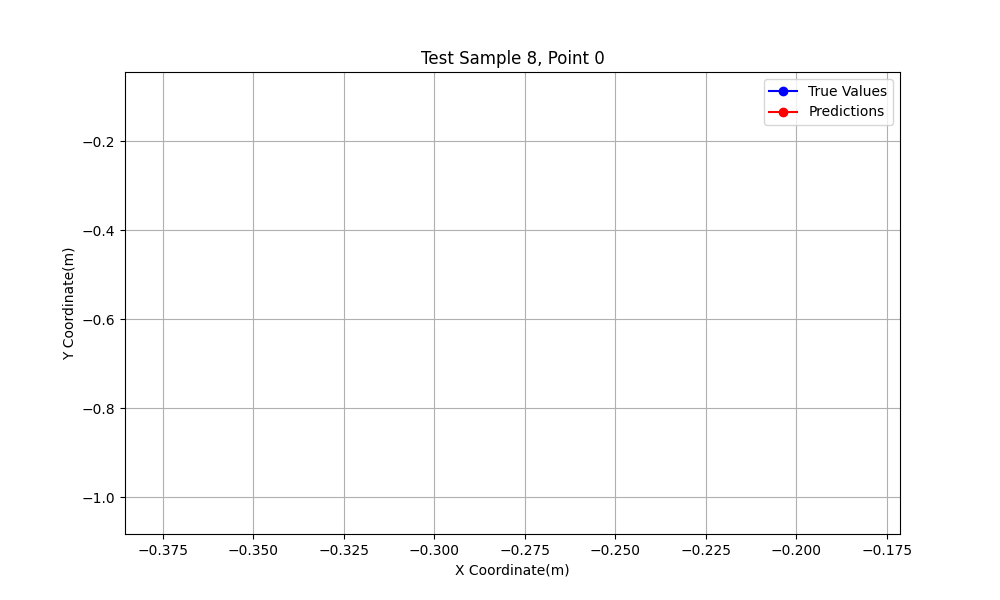 Test Sample 8, Point 0
True Values
Predictions
Y Coordinate(m)
−0.2
−0.4
−0.6
−0.8
−1.0
−0.375 −0.350 −0.325 −0.300 −0.275 −0.250 −0.225 −0.200 −0.175
X Coordinate(m)